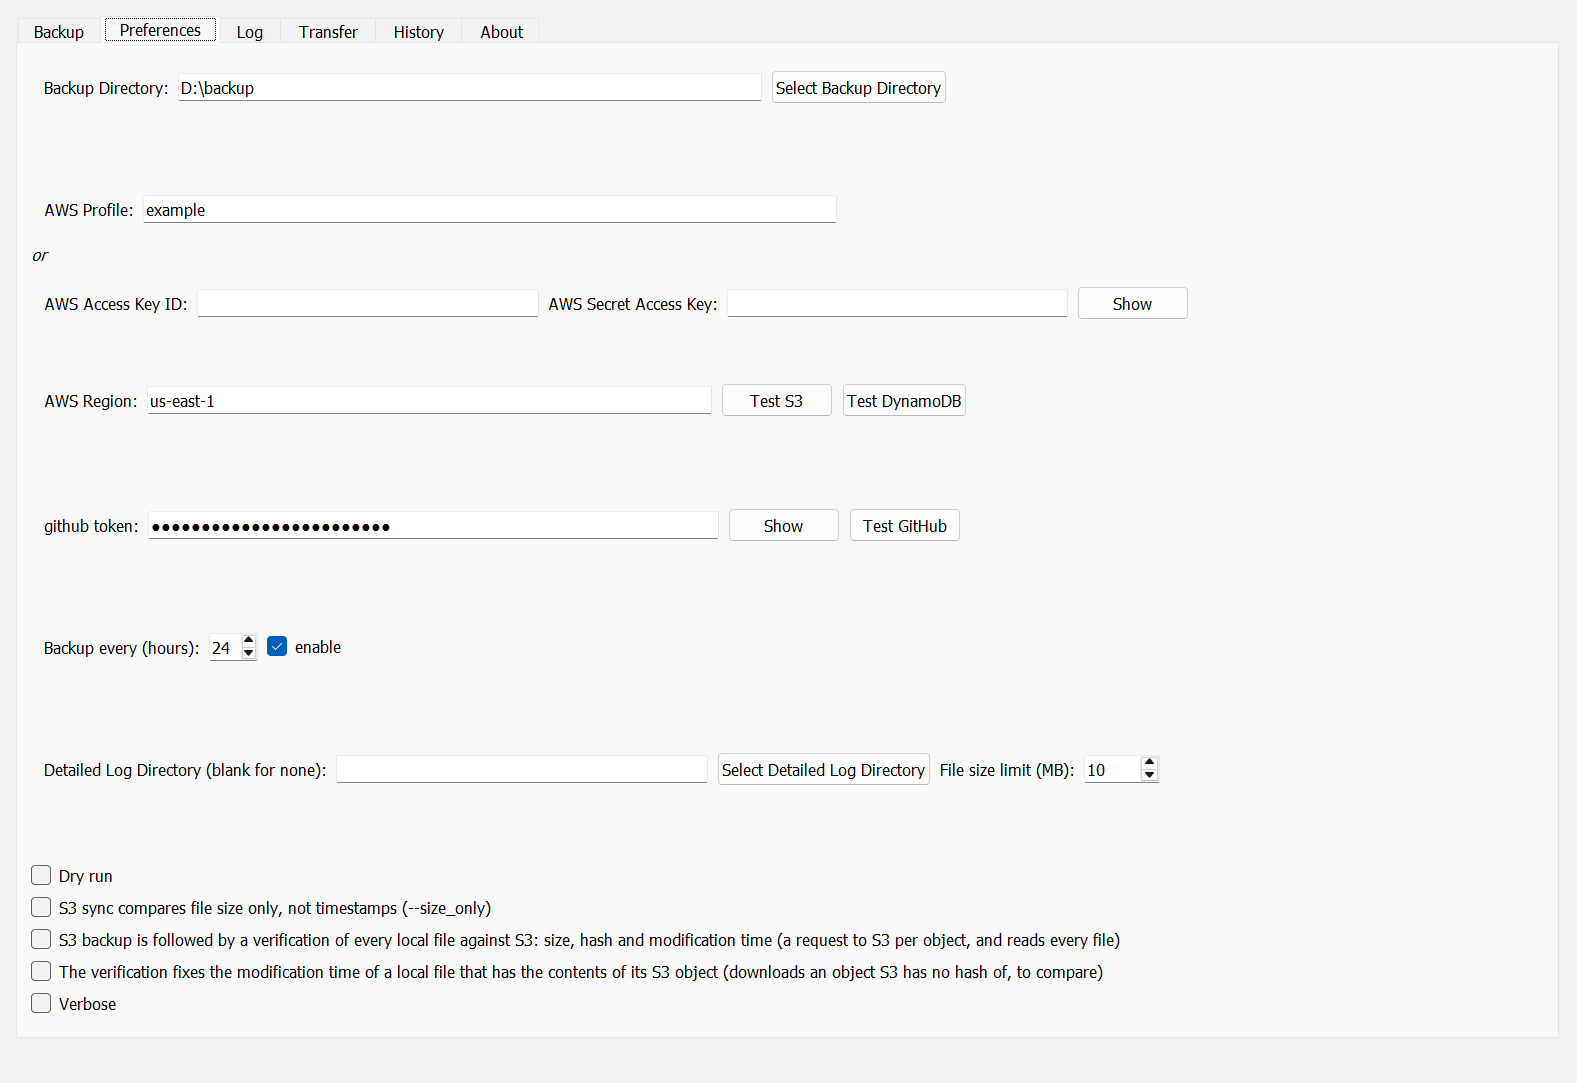 Backup Preferences Log Transfer History About
Backup Directory: D:\backup Select Backup Directory
AWS Profile: example
or
AWS Access Key ID: AWS Secret Access Key: Show
AWS Region: us-east-1 Test S3 Test DynamoDB
github token: ●●●●●●●●●●●●●●●●●●●●●●●● Show Test GitHub
Backup every (hours): 24 enable
Detailed Log Directory (blank for none): Select Detailed Log Directory File size limit (MB): 10
Dry run
S3 sync compares file size only, not timestamps (--size_only)
S3 backup is followed by a verification of every local file against S3: size, hash and modification time (a request to S3 per object, and reads every file)
The verification fixes the modification time of a local file that has the contents of its S3 object (downloads an object S3 has no hash of, to compare)
Verbose